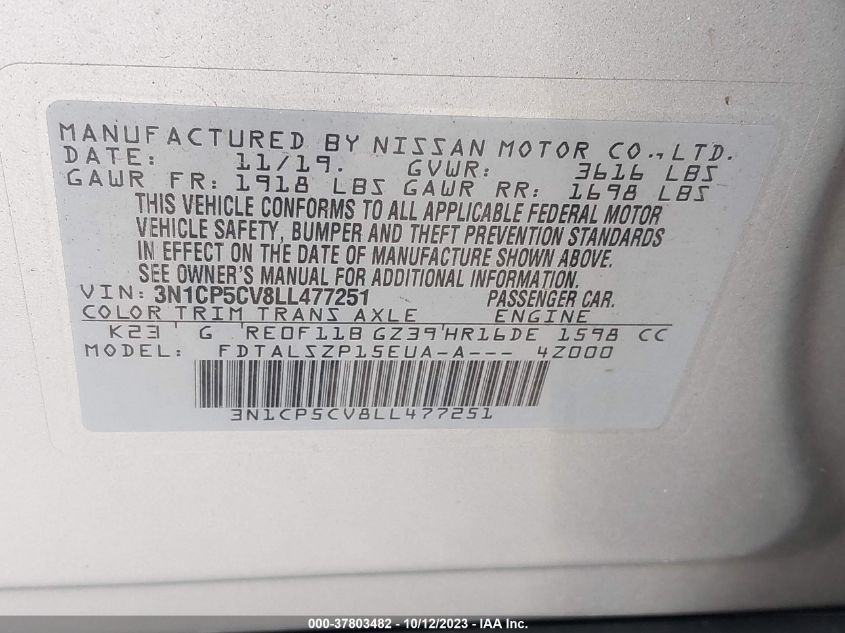 MANUFACTURED BY NISSAN MOTOR CO., LTD.
DATE: 11/19. GVWR: 3616 LBS
GAWR FR: 1918 LBS GAWR RR: 1698 LBS
THIS VEHICLE CONFORMS TO ALL APPLICABLE FEDERAL MOTOR
VEHICLE SAFETY, BUMPER AND THEFT PREVENTION STANDARDS
IN EFFECT ON THE DATE OF MANUFACTURE SHOWN ABOVE.
SEE OWNER'S MANUAL FOR ADDITIONAL INFORMATION.
VIN: 3N1CP5CV8LL477251 PASSENGER CAR.
COLOR TRIM TRANS AXLE ENGINE
K23 G RE0F11B GZ39 HR16DE 1598 CC
MODEL: FDTALSZP15EUA-A--- 4Z000
3N1CP5CV8LL477251
000-37803482 - 10/12/2023 - IAA Inc.